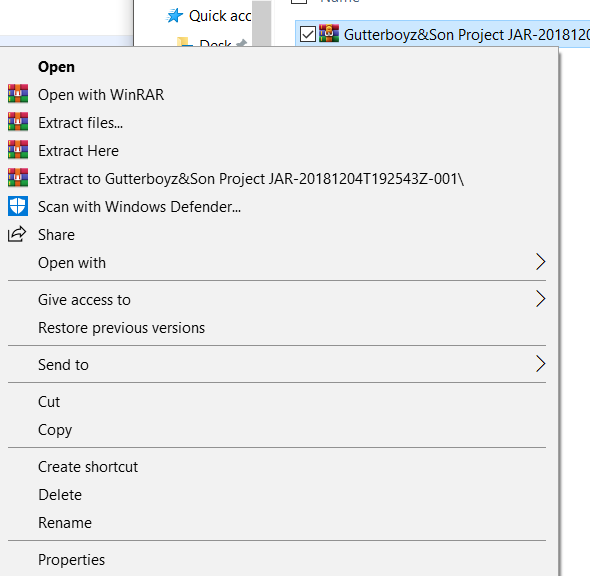 Name
Quick acc
Desk
Gutterboyz&Son Project JAR-2018120
Open
Open with WinRAR
Extract files...
Extract Here
Extract to Gutterboyz&Son Project JAR-20181204T192543Z-001\
Scan with Windows Defender...
Share
Open with
Give access to
Restore previous versions
Send to
Cut
Copy
Create shortcut
Delete
Rename
Properties